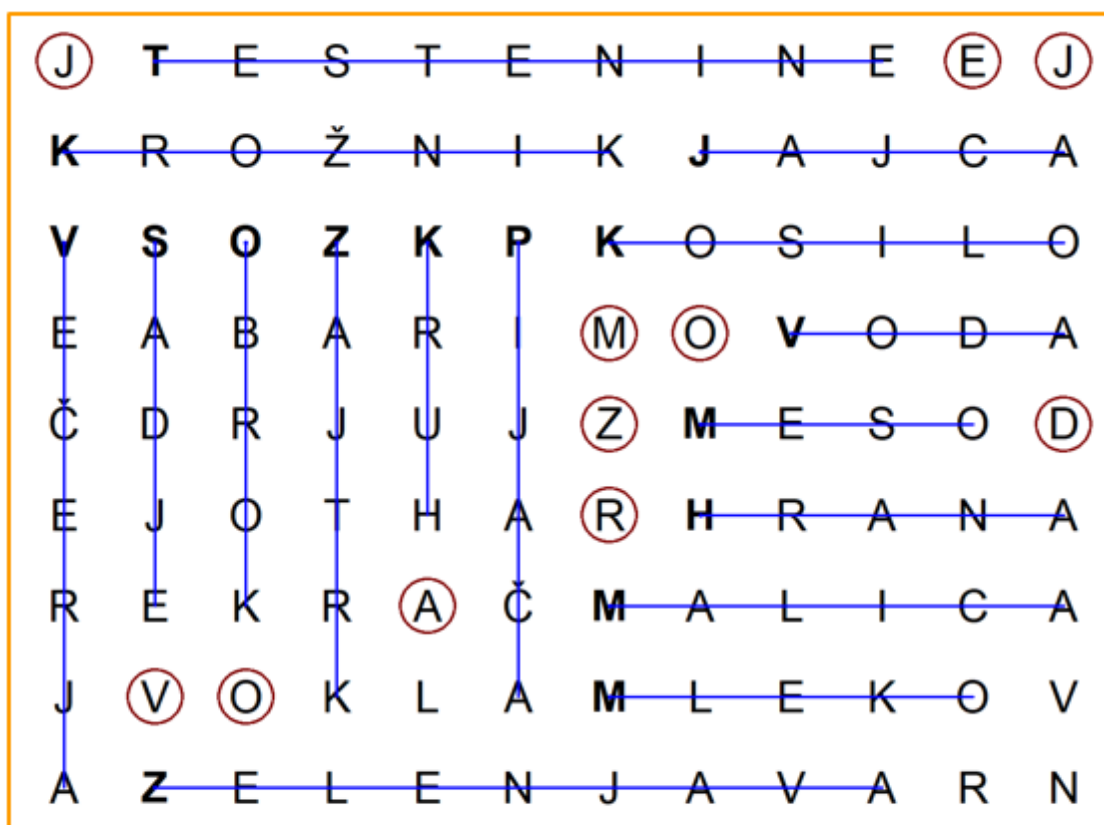 J T E S T E N I N E E J
K R O Ž N I K J A J C A
V S O Z K P K O S I L O
E A B A R I M O V O D A
Č D R J U J Z M E S O D
E J O T H A R H R A N A
R E K R A Č M A L I C A
J V O K L A M L E K O V
A Z E L E N J A V A R N